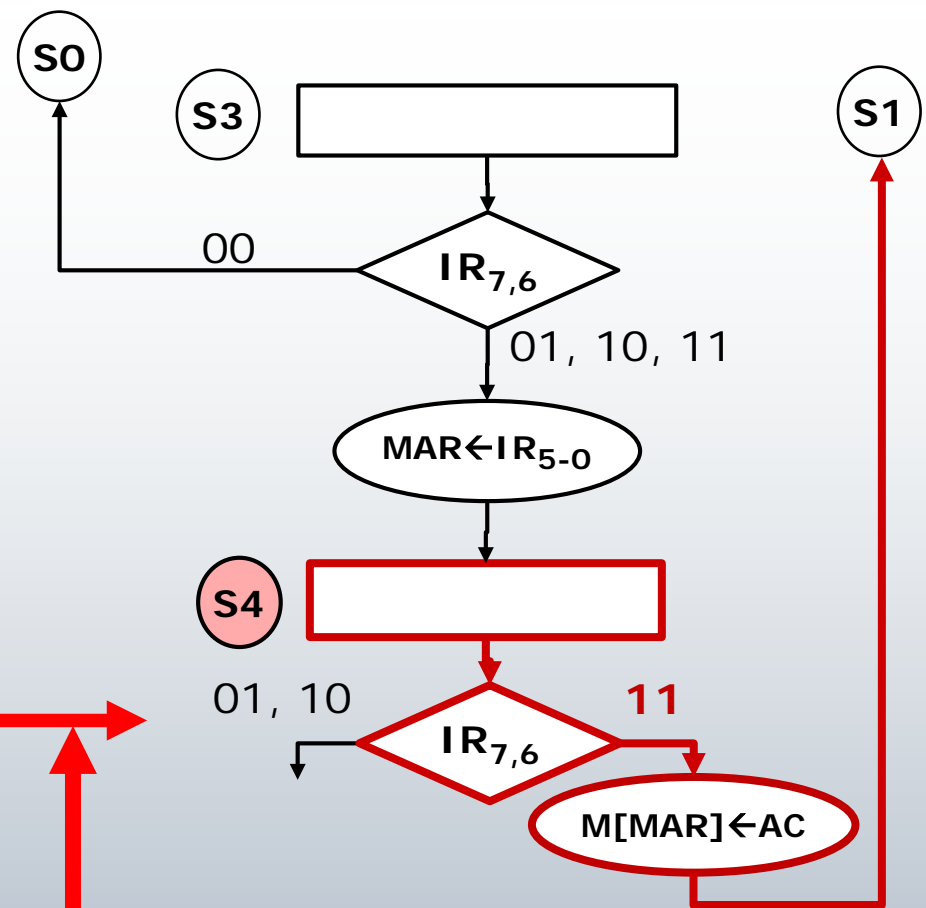 S0
S3
S1
00
IR7,6
01, 10, 11
MAR←IR5-0
S4
01, 10
11
IR7,6
M[MAR]←AC